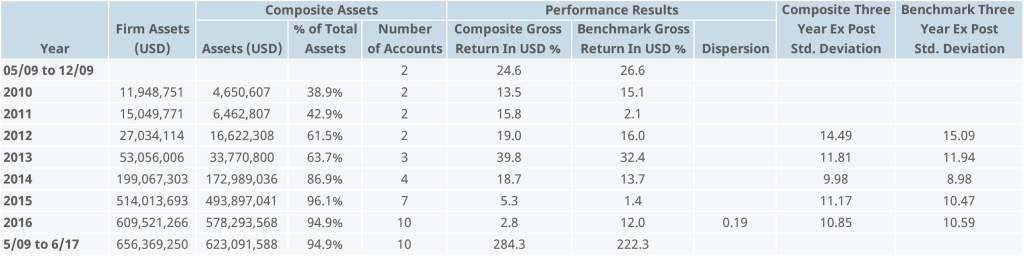 Composite Assets Performance Results Composite Three Benchmark Three
Firm Assets % of Total Number Composite Gross Benchmark Gross Year Ex Post Year Ex Post
Year (USD) Assets (USD) Assets of Accounts Return In USD % Return In USD % Dispersion Std. Deviation Std. Deviation
05/09 to 12/09 2 24.6 26.6
2010 11,948,751 4,650,607 38.9% 2 13.5 15.1
2011 15,049,771 6,462,807 42.9% 2 15.8 2.1
2012 27,034,114 16,622,308 61.5% 2 19.0 16.0 14.49 15.09
2013 53,056,006 33,770,800 63.7% 3 39.8 32.4 11.81 11.94
2014 199,067,303 172,989,036 86.9% 4 18.7 13.7 9.98 8.98
2015 514,013,693 493,897,041 96.1% 7 5.3 1.4 11.17 10.47
2016 609,521,266 578,293,568 94.9% 10 2.8 12.0 0.19 10.85 10.59
5/09 to 6/17 656,369,250 623,091,588 94.9% 10 284.3 222.3